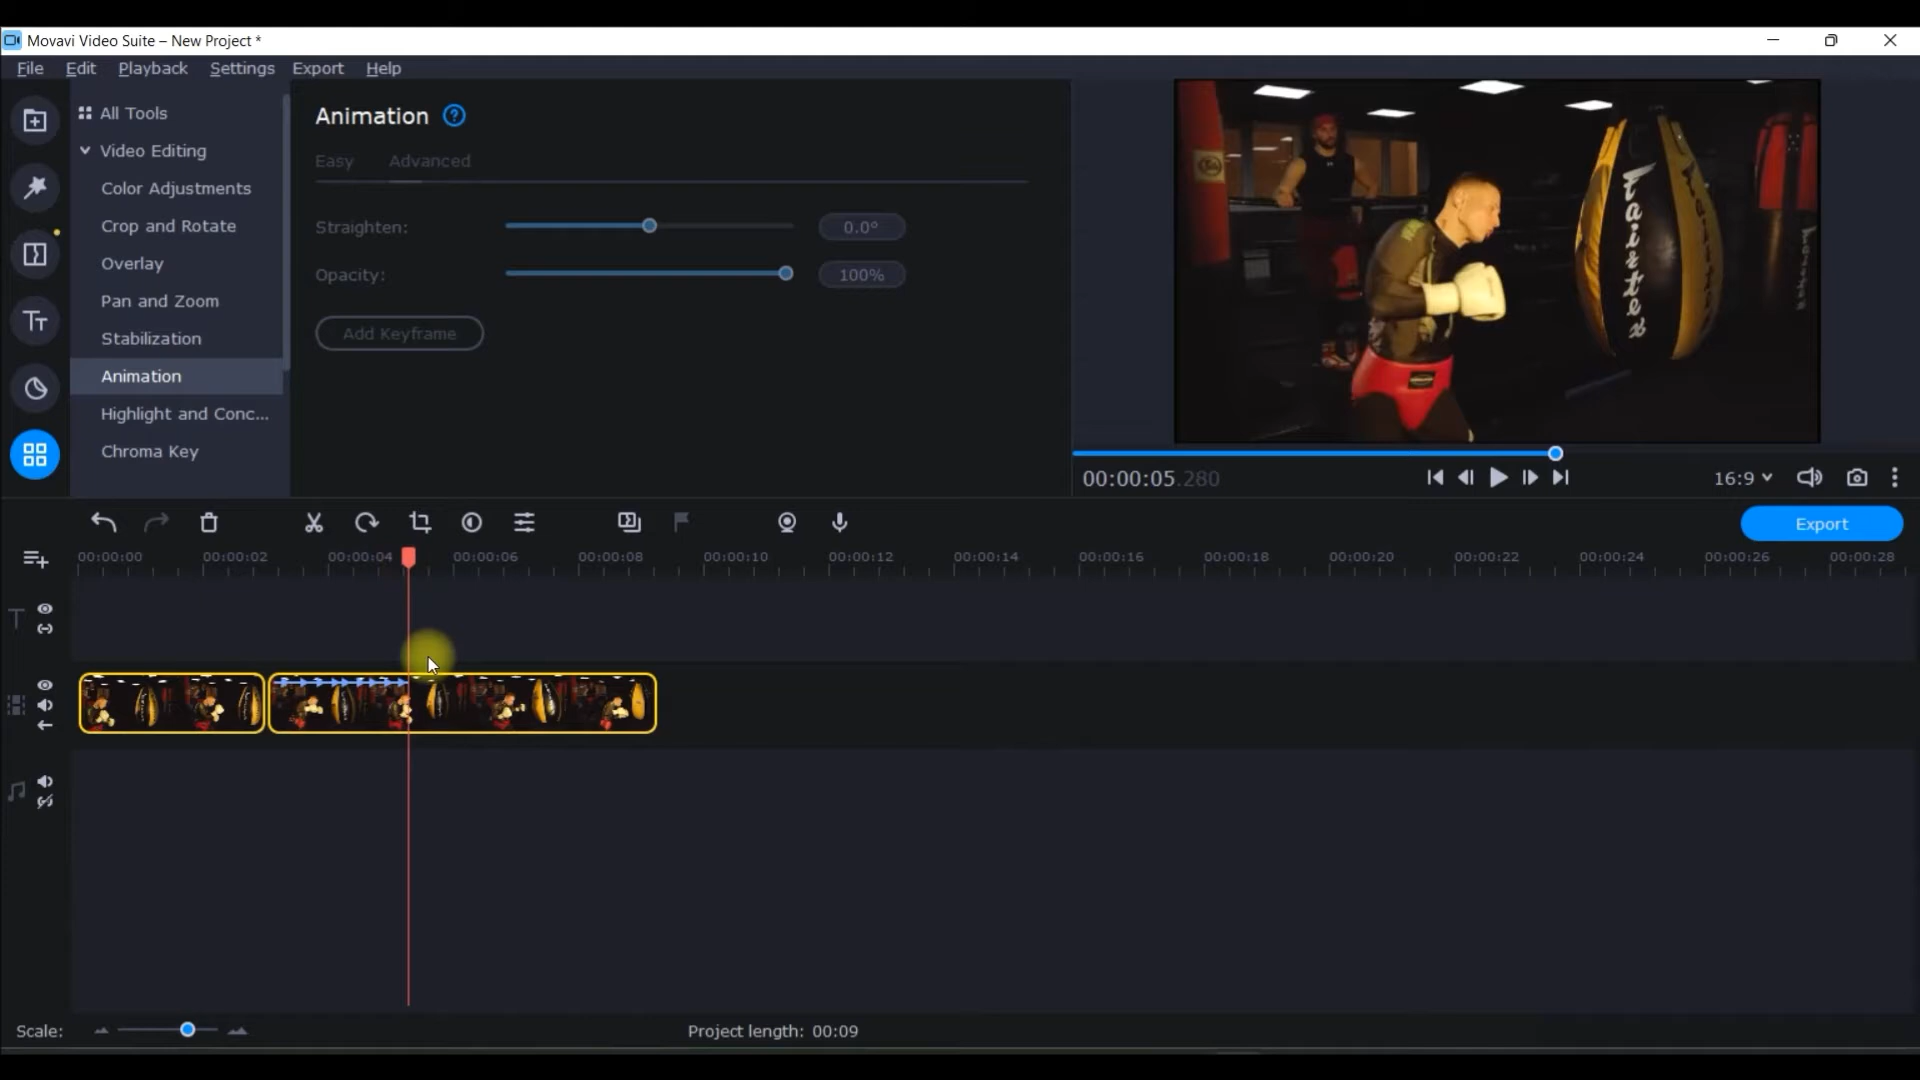 Movavi Video Suite – New Project *
File Edit Playback Settings Export Help
All Tools
Video Editing
Color Adjustments
Crop and Rotate
Overlay
Pan and Zoom
Stabilization
Animation
Highlight and Conc...
Chroma Key
Animation ?
Easy Advanced
Straighten: 0.0°
Opacity: 100%
Add Keyframe
hairtex
00:00:05.280
16:9
Export
00:00:00 00:00:02 00:00:04 00:00:06 00:00:08 00:00:10 00:00:12 00:00:14 00:00:16 00:00:18 00:00:20 00:00:22 00:00:24 00:00:26 00:00:28
Scale:
Project length: 00:09